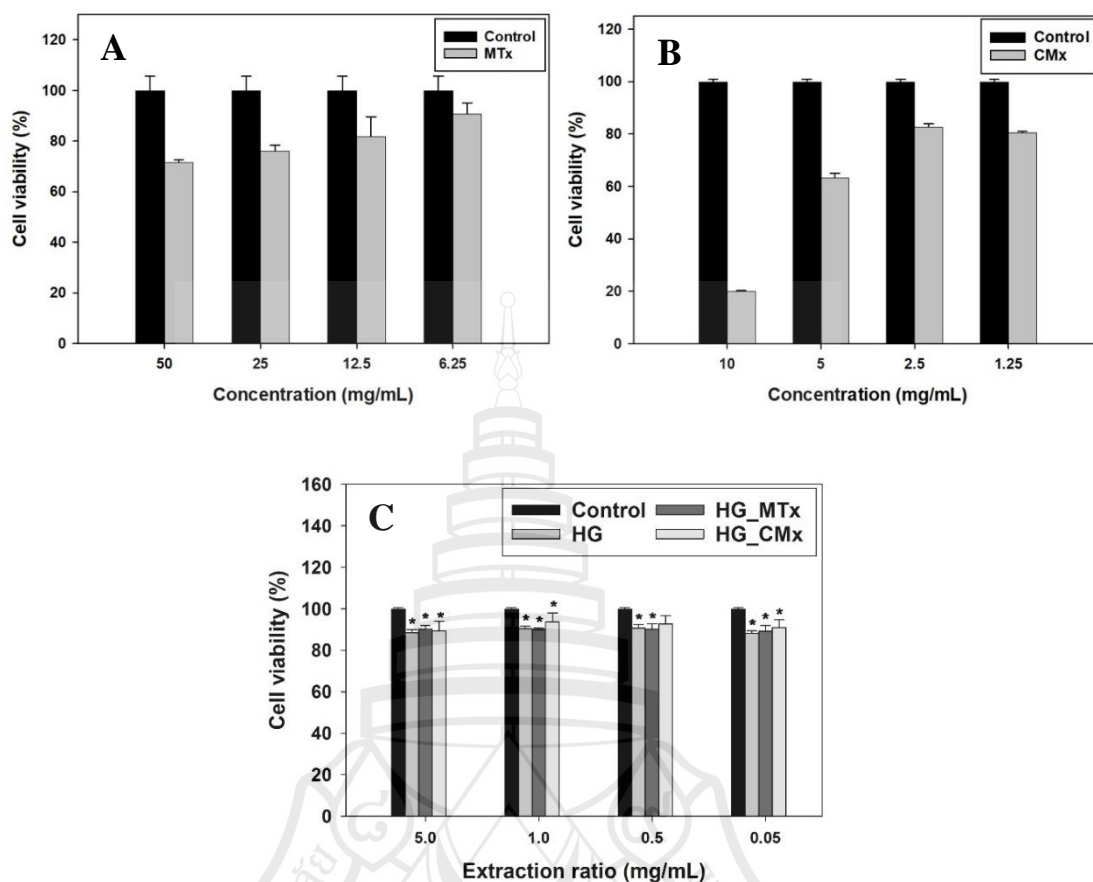 A
Control
MTx
120
100
80
60
40
20
0
Cell viability (%)
50 25 12.5 6.25
Concentration (mg/mL)
B
Control
CMx
120
100
80
60
40
20
0
Cell viability (%)
10 5 2.5 1.25
Concentration (mg/mL)
C
Control HG_MTx
HG HG_CMx
160
140
120
100
80
60
40
20
0
Cell viability (%)
* * * * * * * * * * *
5.0 1.0 0.5 0.05
Extraction ratio (mg/mL)